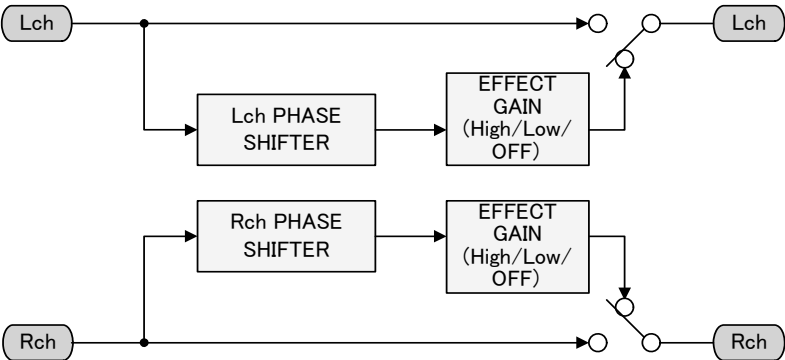 Lch
Lch
Lch PHASE
SHIFTER
EFFECT
GAIN
(High/Low/
OFF)
Rch PHASE
SHIFTER
EFFECT
GAIN
(High/Low/
OFF)
Rch
Rch